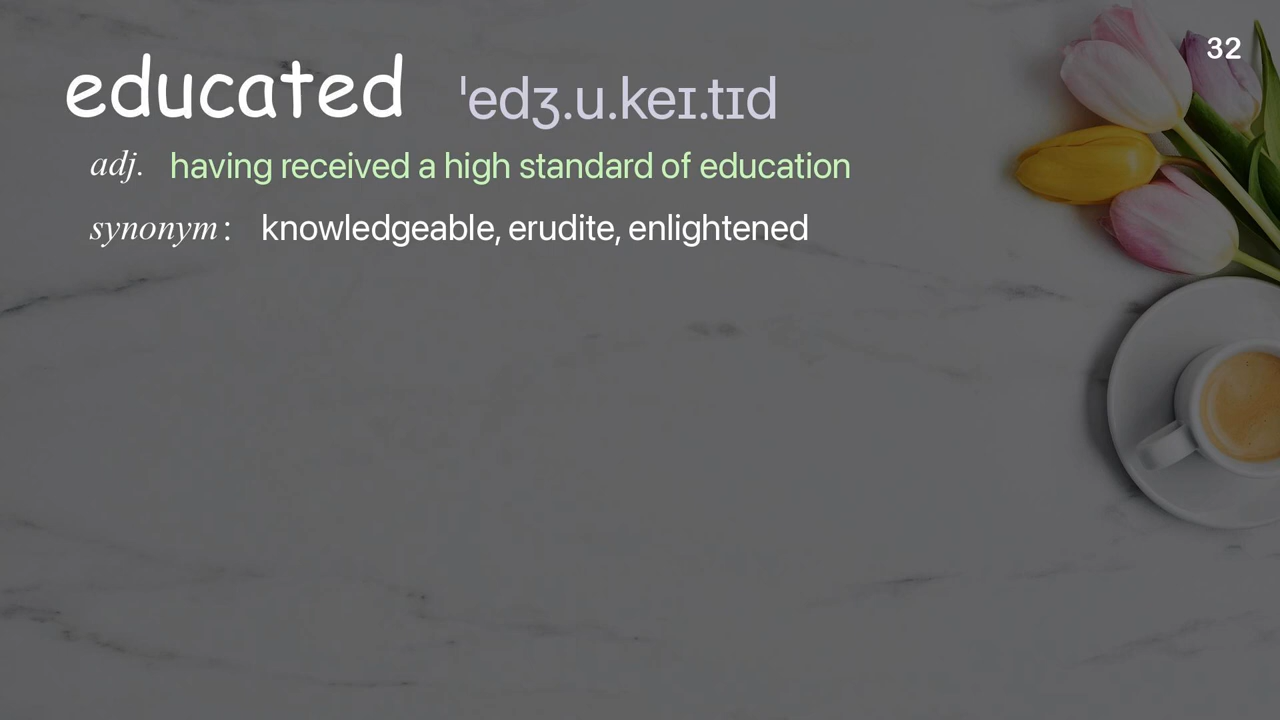 32
educated ˈedʒ.u.keɪ.tɪd
adj. having received a high standard of education
synonym: knowledgeable, erudite, enlightened